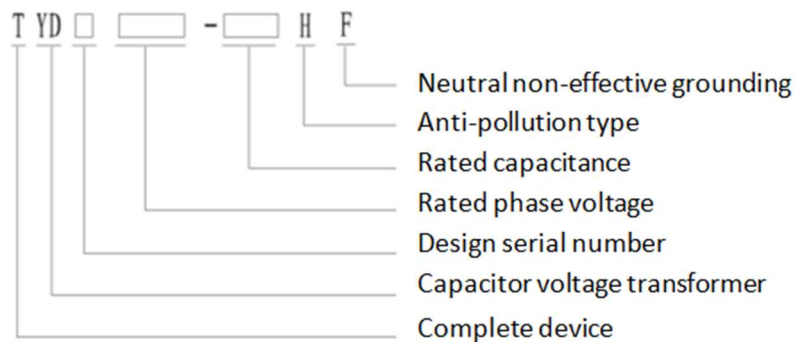 T YD □ □ - □ H F
Neutral non-effective grounding
Anti-pollution type
Rated capacitance
Rated phase voltage
Design serial number
Capacitor voltage transformer
Complete device